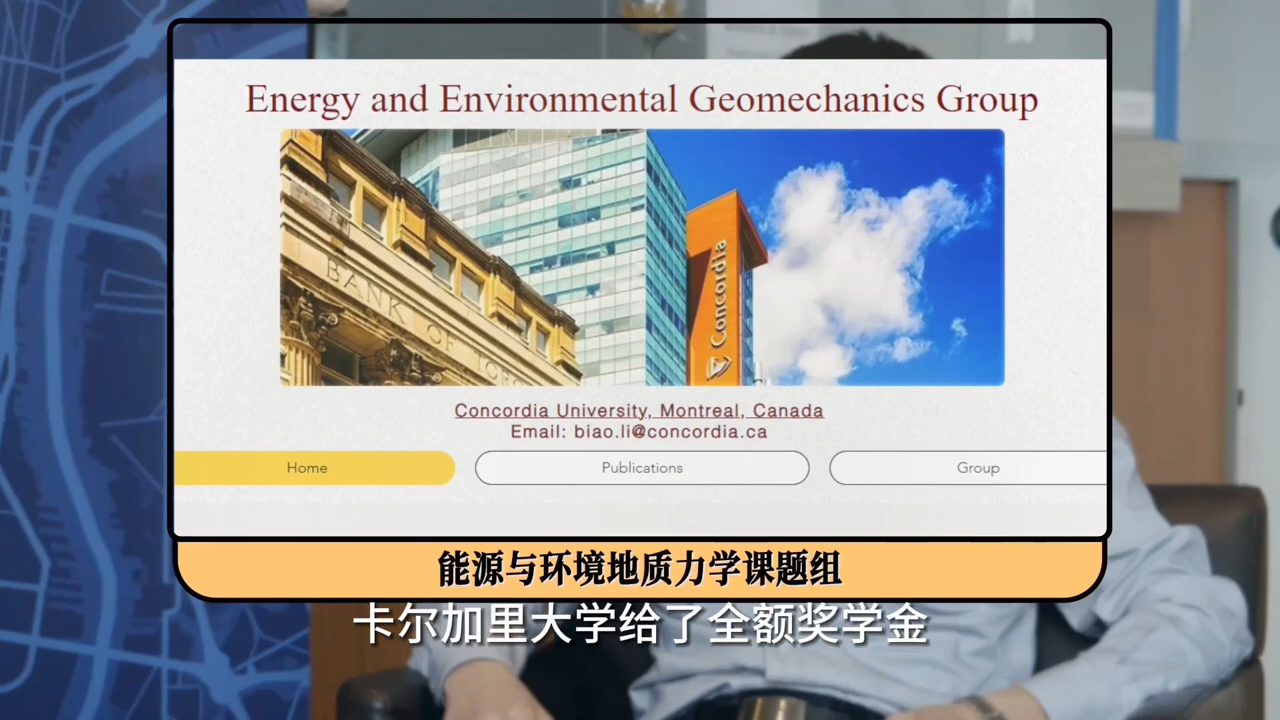 Energy and Environmental Geomechanics Group
BANK OF
Concordia
Concordia University, Montreal, Canada
Email: biao.li@concordia.ca
Home
Publications
Group
能源与环境地质力学课题组
卡尔加里大学给了全额奖学金